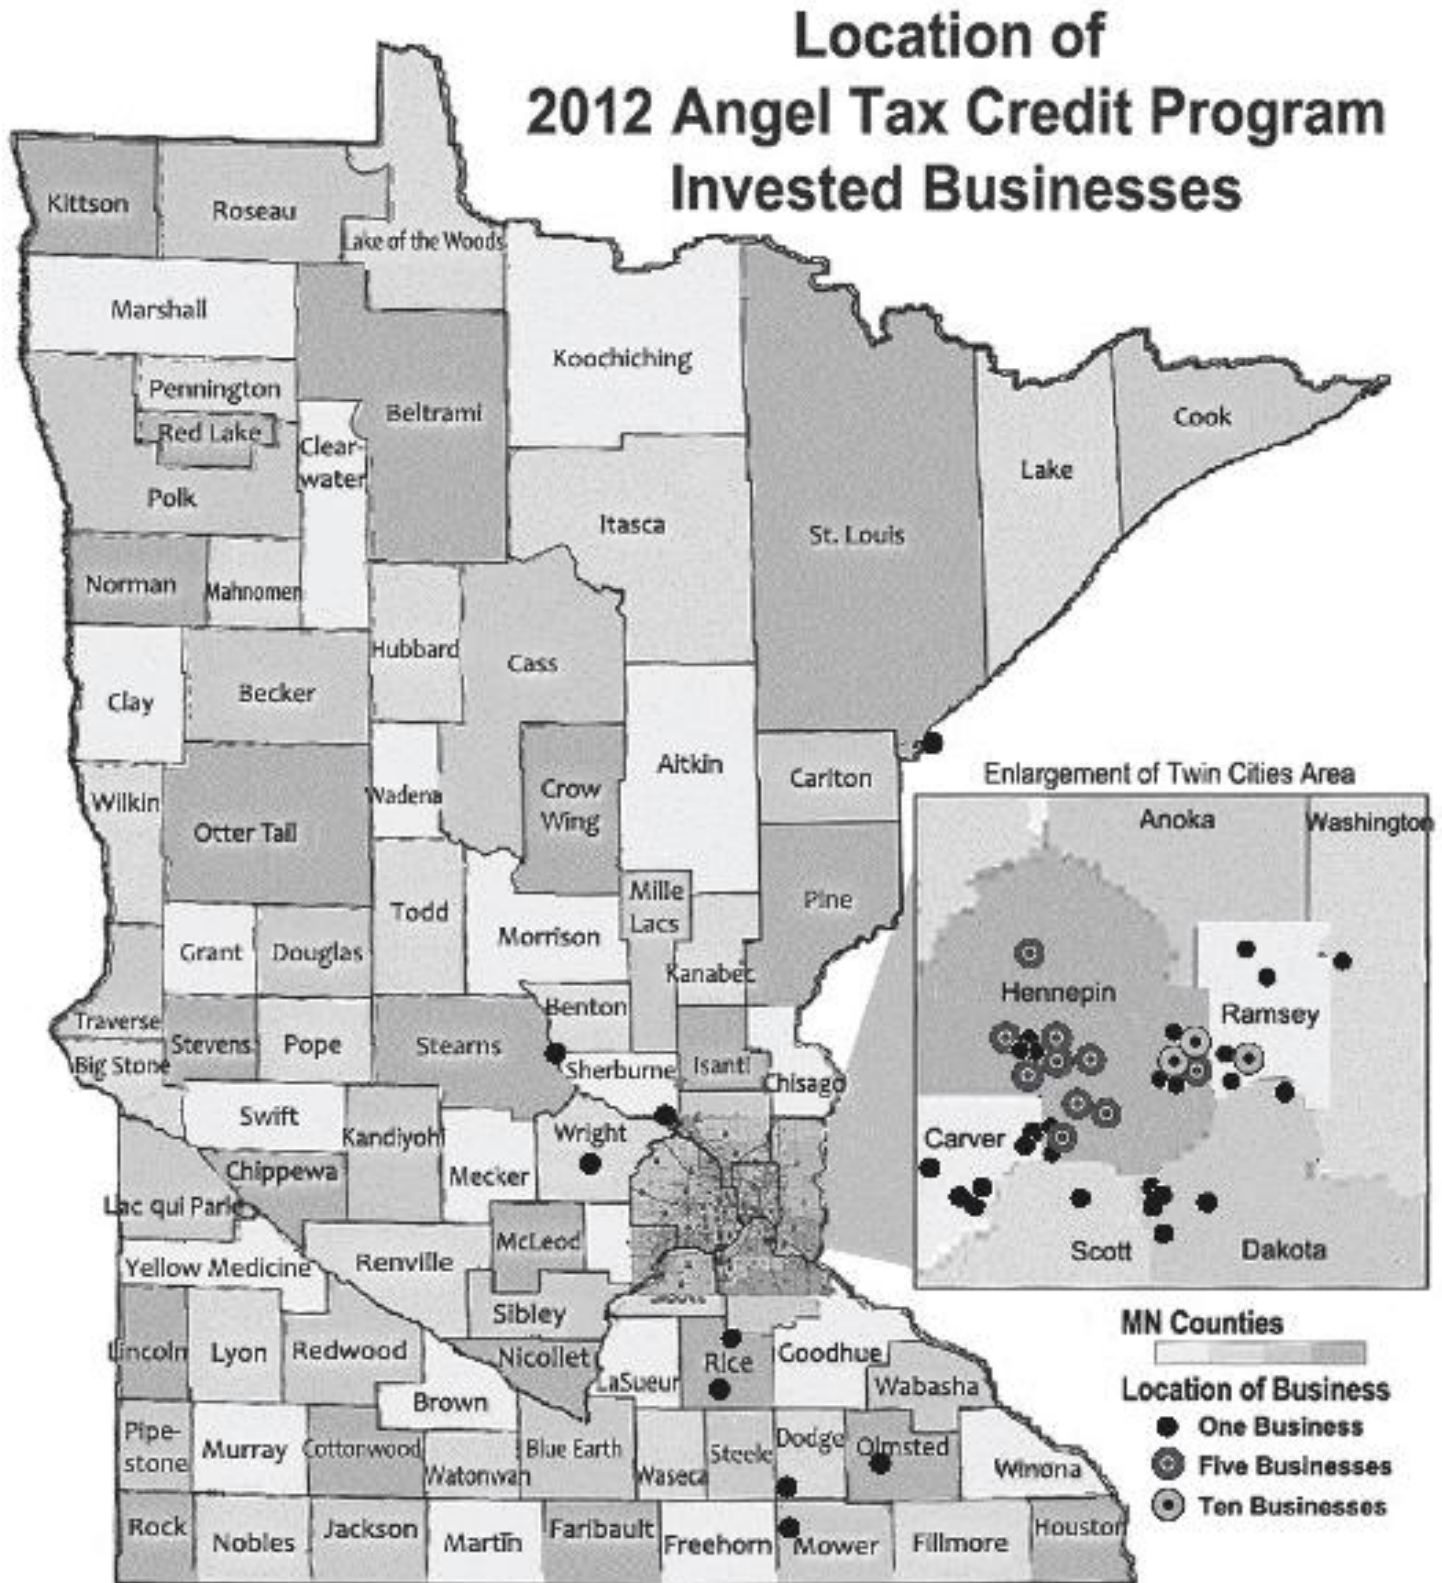 Location of
2012 Angel Tax Credit Program
Invested Businesses
Kittson
Roseau
Lake of the Woods
Marshall
Koochiching
Pennington
Beltrami
Cook
Red Lake
Clear-
water
Lake
Polk
Itasca
St. Louis
Norman
Mahnomen
Hubbard
Cass
Clay
Becker
Aitkin
Carlton
Wilkin
Wadena
Crow
Wing
Otter Tail
Pine
Todd
Mille
Lacs
Morrison
Grant
Douglas
Kanabec
Benton
Traverse
Stevens
Pope
Stearns
Big Stone
Sherburne
Isanti
Chisago
Swift
Kandiyohi
Wright
Chippewa
Mecker
Lac qui Parle
McLeod
Yellow Medicine
Renville
Sibley
Lincoln
Lyon
Redwood
Nicollet
LaSueur
Rice
Goodhue
Wabasha
Brown
Pipe-
stone
Murray
Cottonwood
Watonwan
Blue Earth
Waseca
Steele
Dodge
Olmsted
Winona
Rock
Nobles
Jackson
Martin
Faribault
Freehorn
Mower
Fillmore
Houston
Enlargement of Twin Cities Area
Anoka
Washington
Hennepin
Ramsey
Carver
Scott
Dakota
MN Counties
Location of Business
One Business
Five Businesses
Ten Businesses